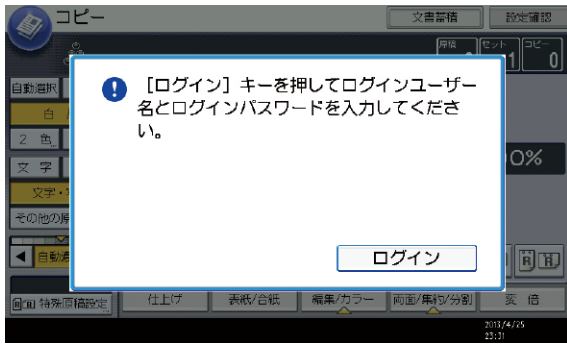 コピー
文書蓄積
設定確認
原稿
セット
コピー
1
0
自動選択
白
2 色
文 字
文字・
その他の原
自動
0%
[ログイン] キーを押してログインユーザー
名とログインパスワードを入力してくださ
い。
ログイン
特殊原稿設定
仕上げ
表紙/合紙
編集/カラー
両面/集約/分割
変 倍
2013/4/25
23:31